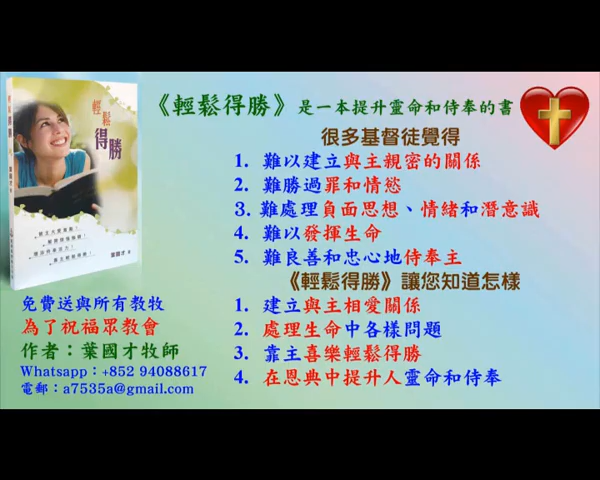 輕鬆
得勝
葉國才 著
《輕鬆得勝》是一本提升靈命和侍奉的書
很多基督徒覺得
1. 難以建立與主親密的關係
2. 難勝過罪和情慾
3. 難處理負面思想、情緒和潛意識
4. 難以發揮生命
5. 難良善和忠心地侍奉主
《輕鬆得勝》讓您知道怎樣
1. 建立與主相愛關係
2. 處理生命中各樣問題
3. 靠主喜樂輕鬆得勝
4. 在恩典中提升人靈命和侍奉
免費送與所有教牧
為了祝福眾教會
作者：葉國才牧師
Whatsapp：+852 94088617
電郵：a7535a@gmail.com